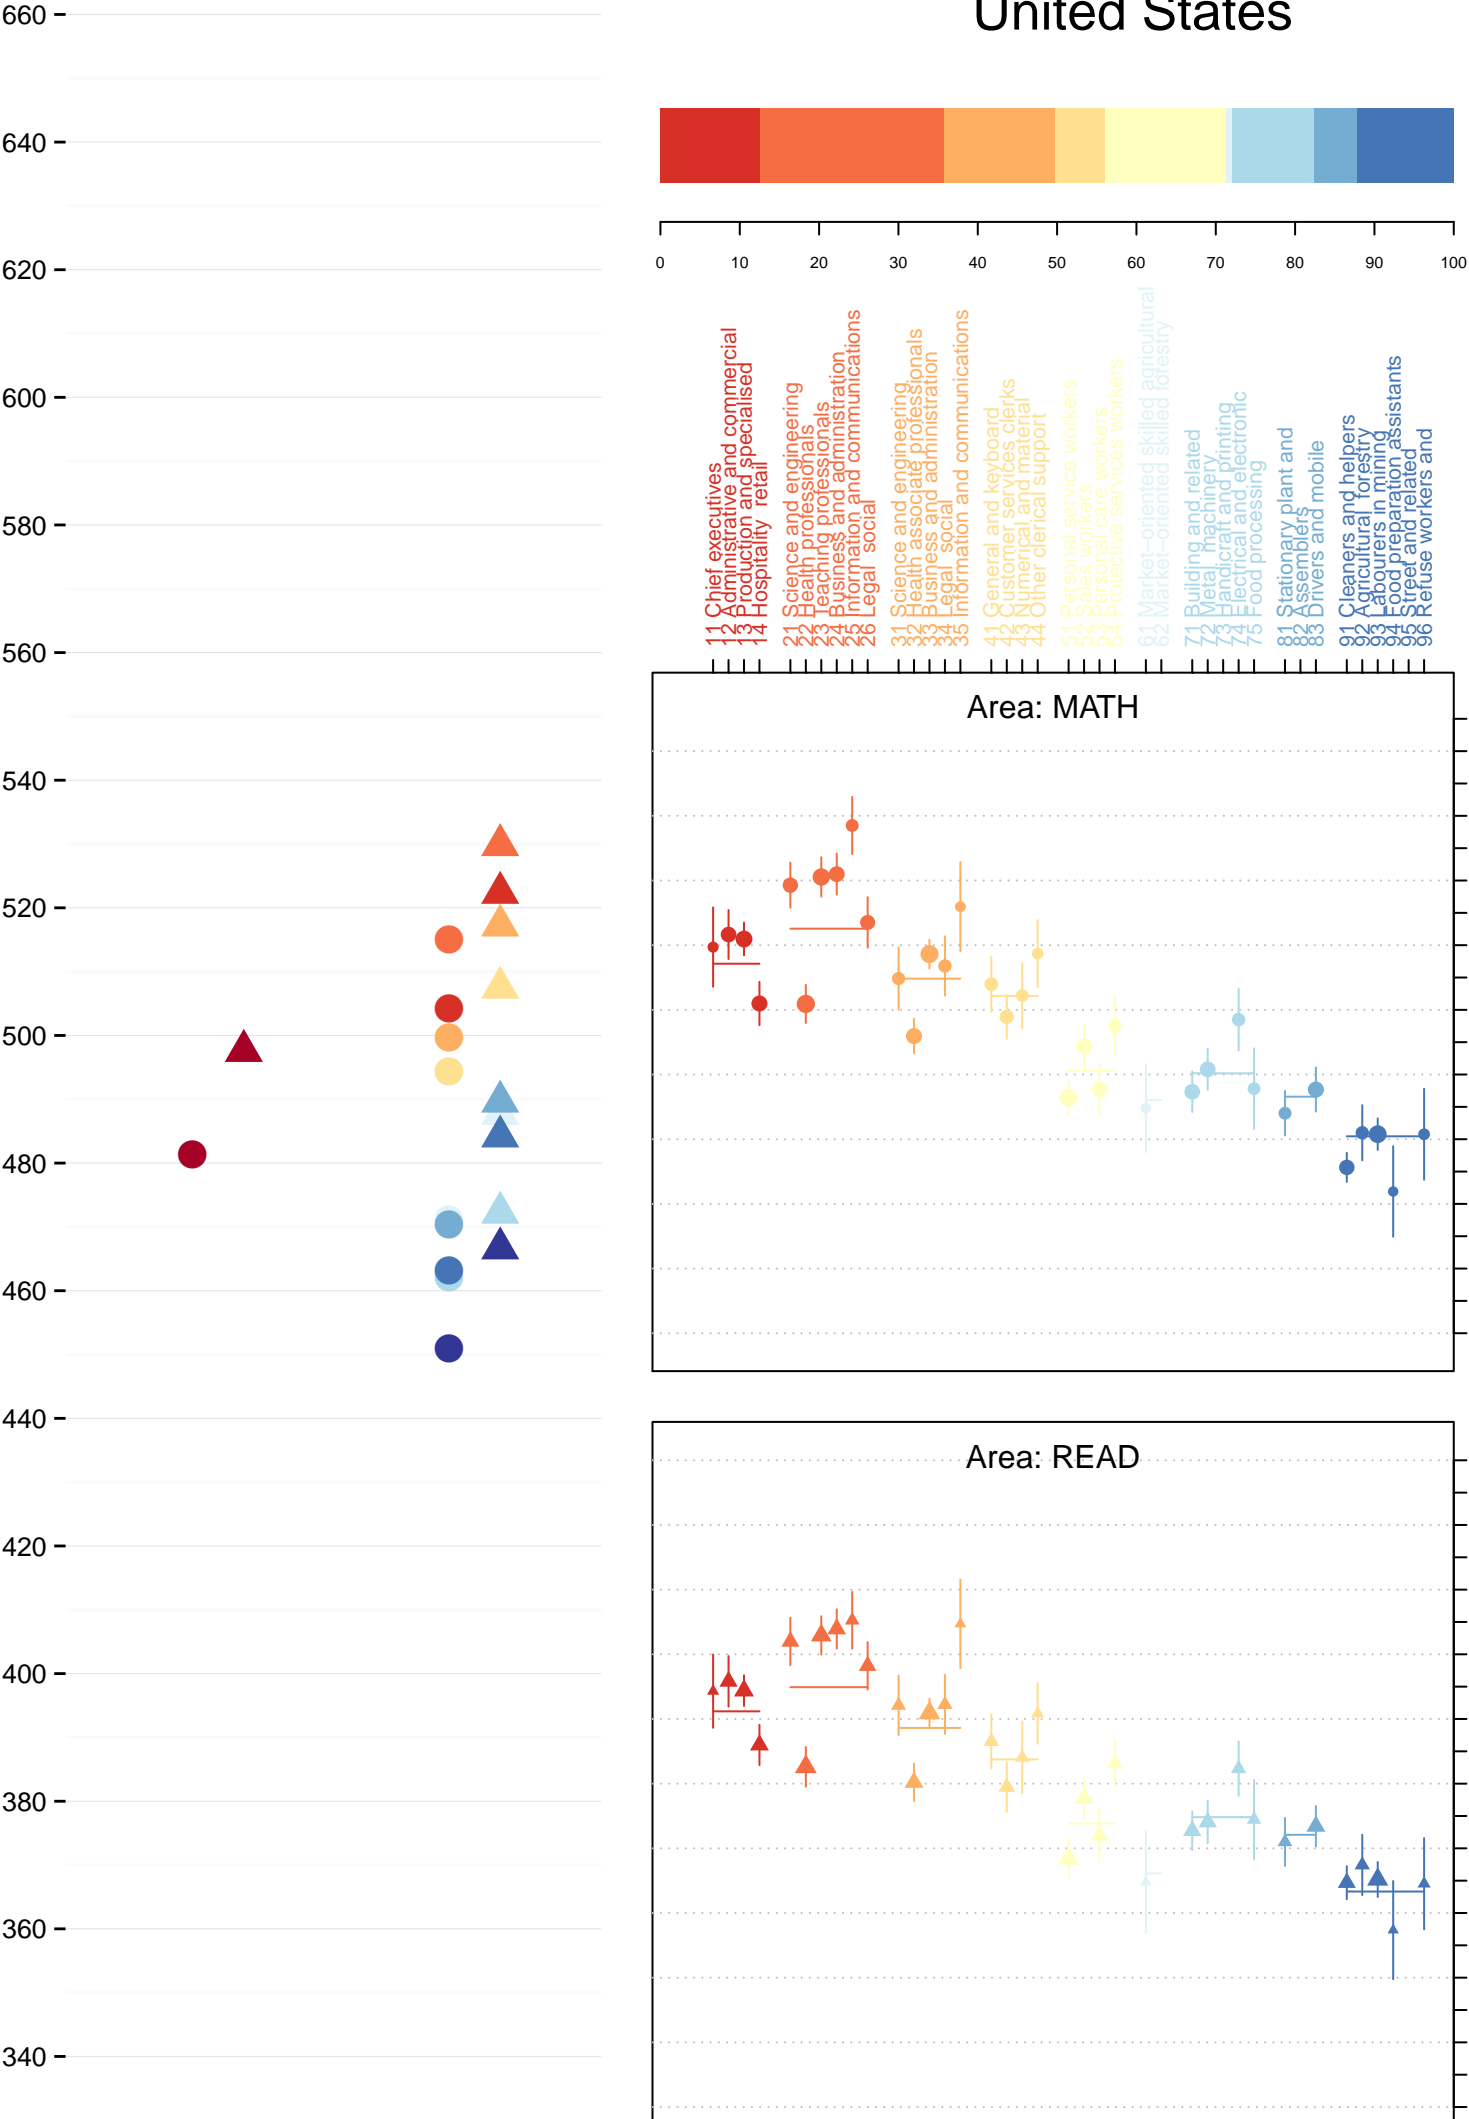 United States
660
640
620
600
580
560
540
520
500
480
460
440
420
400
380
360
340
0 10 20 30 40 50 60 70 80 90 100
11 Chief executives
12 Administrative and commercial
13 Production and specialised
14 Hospitality retail
21 Science and engineering
22 Health professionals
23 Teaching professionals
24 Business and administration
25 Information and communications
26 Legal social
31 Science and engineering
32 Health associate professionals
33 Business and administration
34 Legal social
35 Information and communications
41 General and keyboard
42 Customer services clerks
43 Numerical and material
44 Other clerical support
51 Personal service workers
52 Sales workers
53 Personal care workers
54 Protective services workers
61 Market-oriented skilled agricultural
62 Market-oriented skilled forestry
71 Building and related
72 Metal machinery
73 Handicraft and printing
74 Electrical and electronic
75 Food processing
81 Stationary plant and
82 Assemblers
83 Drivers and mobile
91 Cleaners and helpers
92 Agricultural forestry
93 Labourers in mining
94 Food preparation assistants
95 Street and related
96 Refuse workers and
Area: MATH
Area: READ